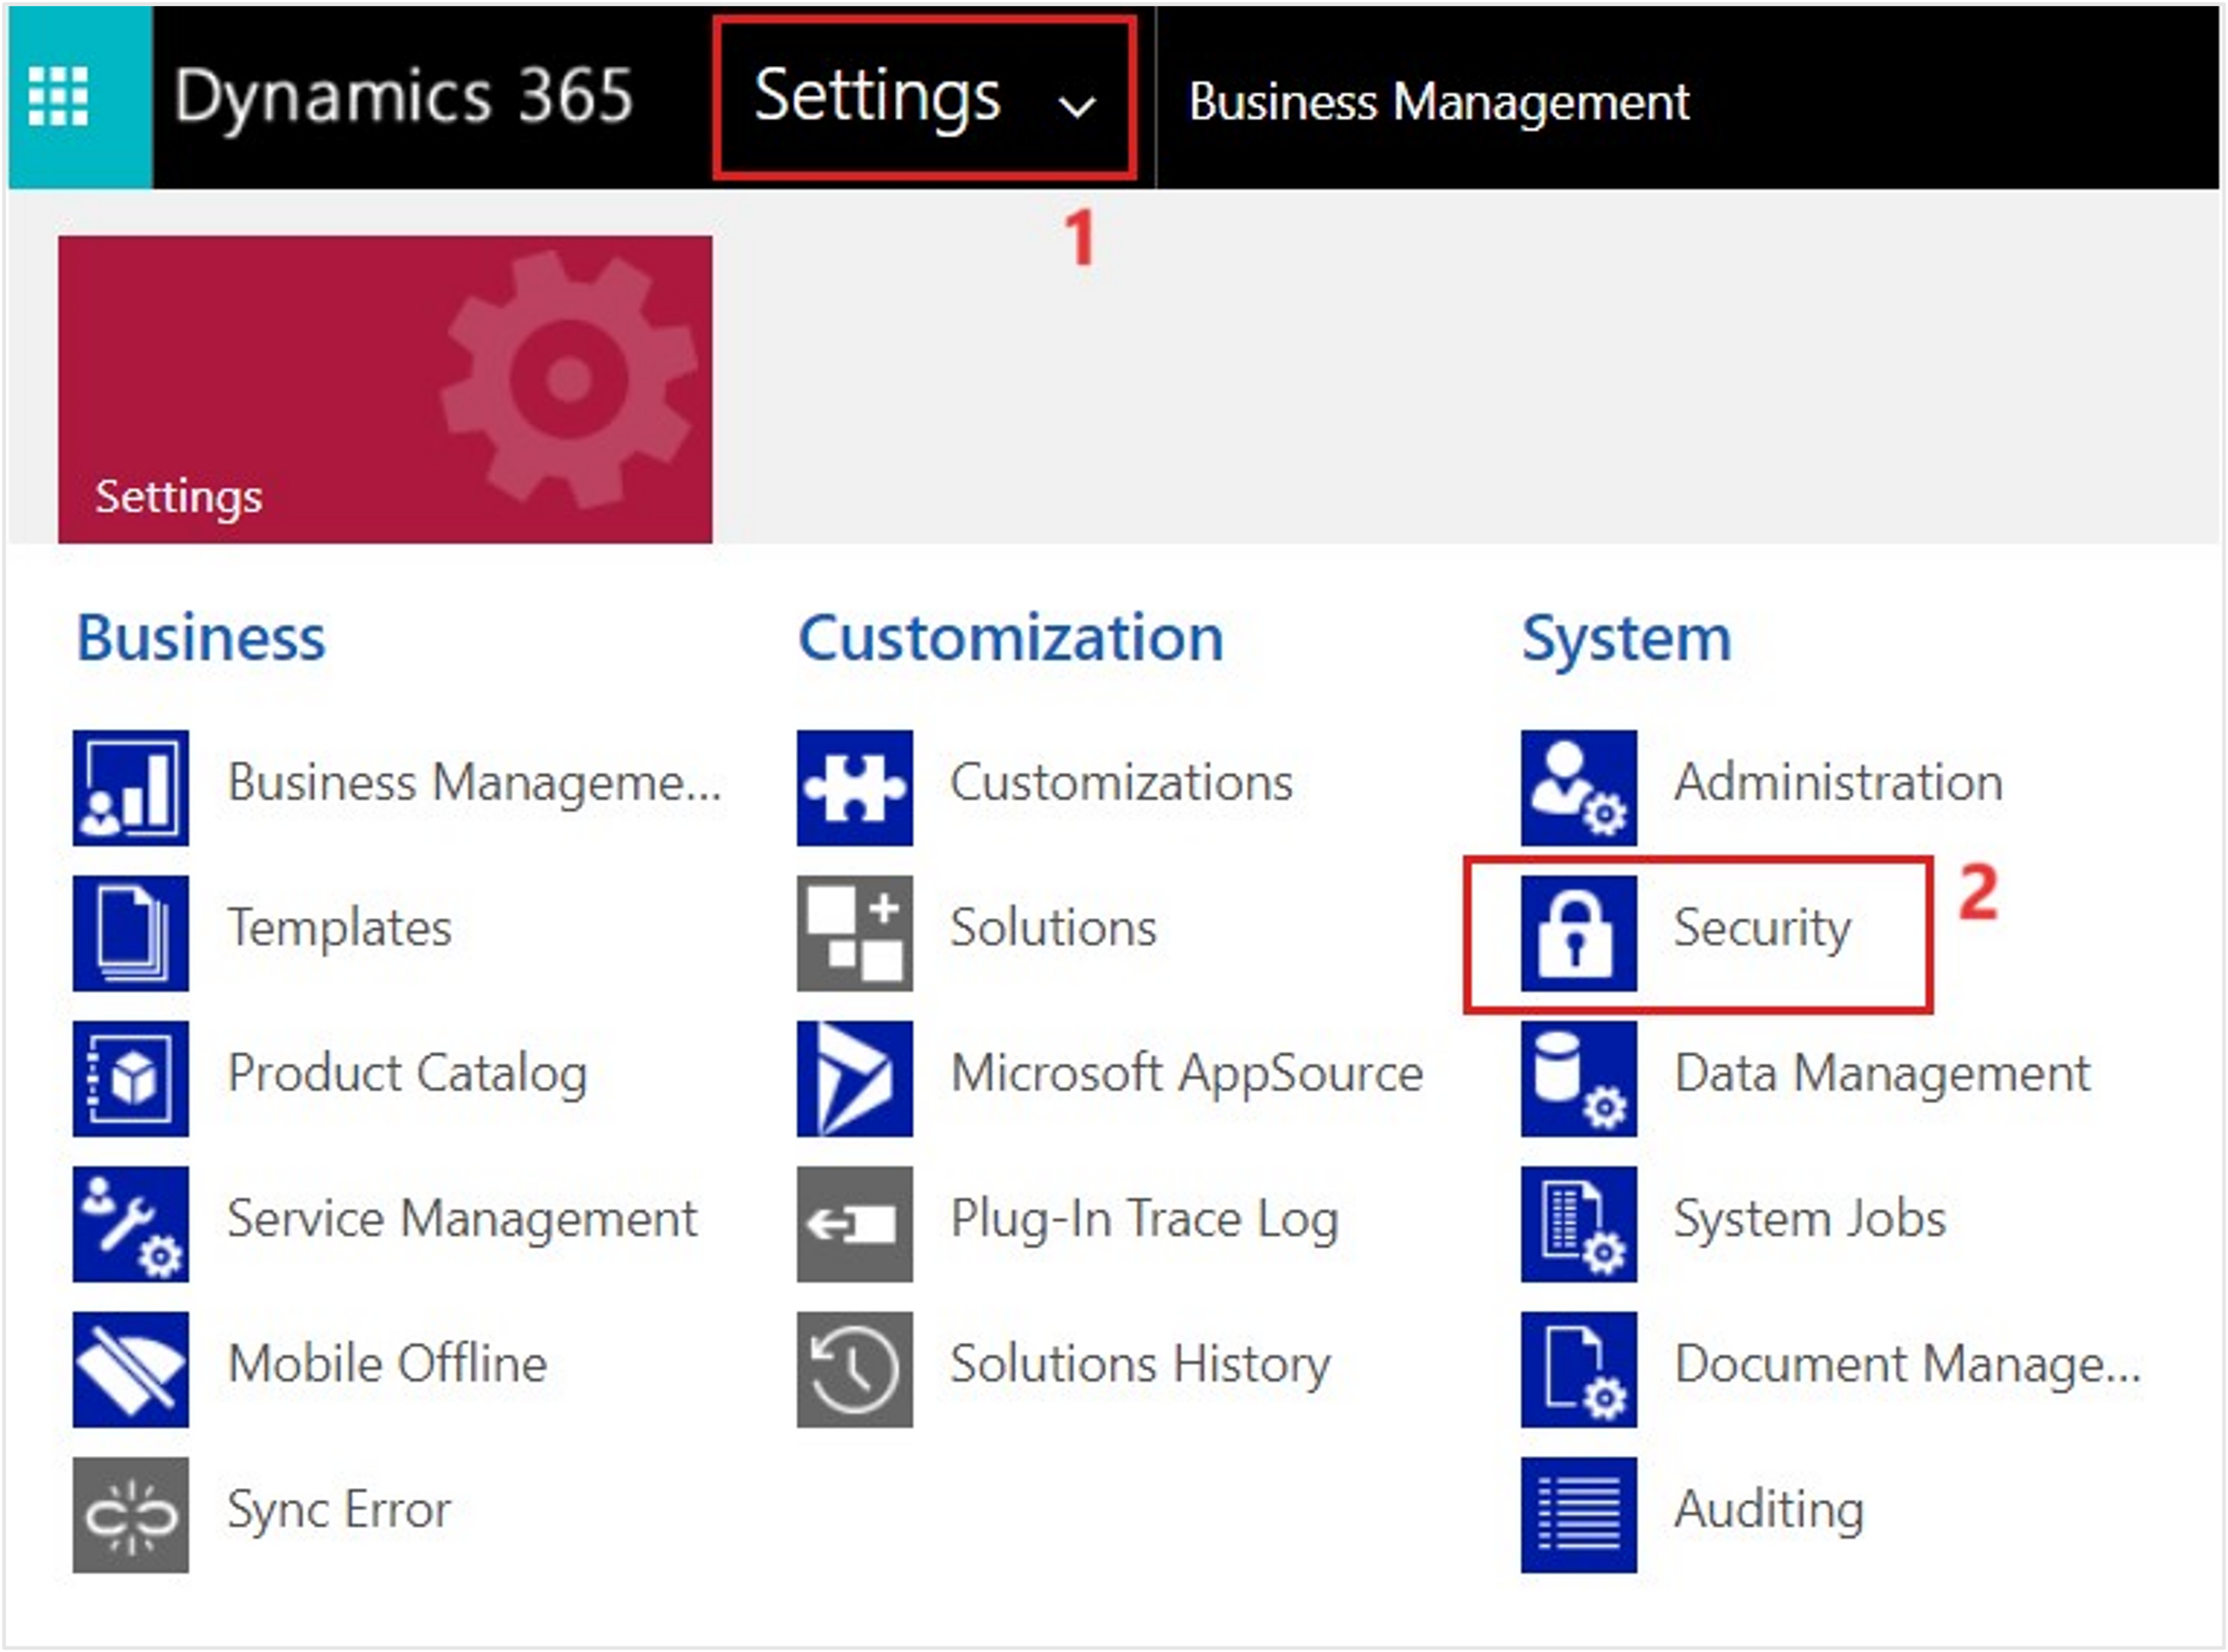 Dynamics 365 Settings Business Management
1
Settings
Business Customization System
Business Manageme... Customizations Administration
2
Templates Solutions Security
Product Catalog Microsoft AppSource Data Management
Service Management Plug-In Trace Log System Jobs
Mobile Offline Solutions History Document Manage...
Sync Error Auditing